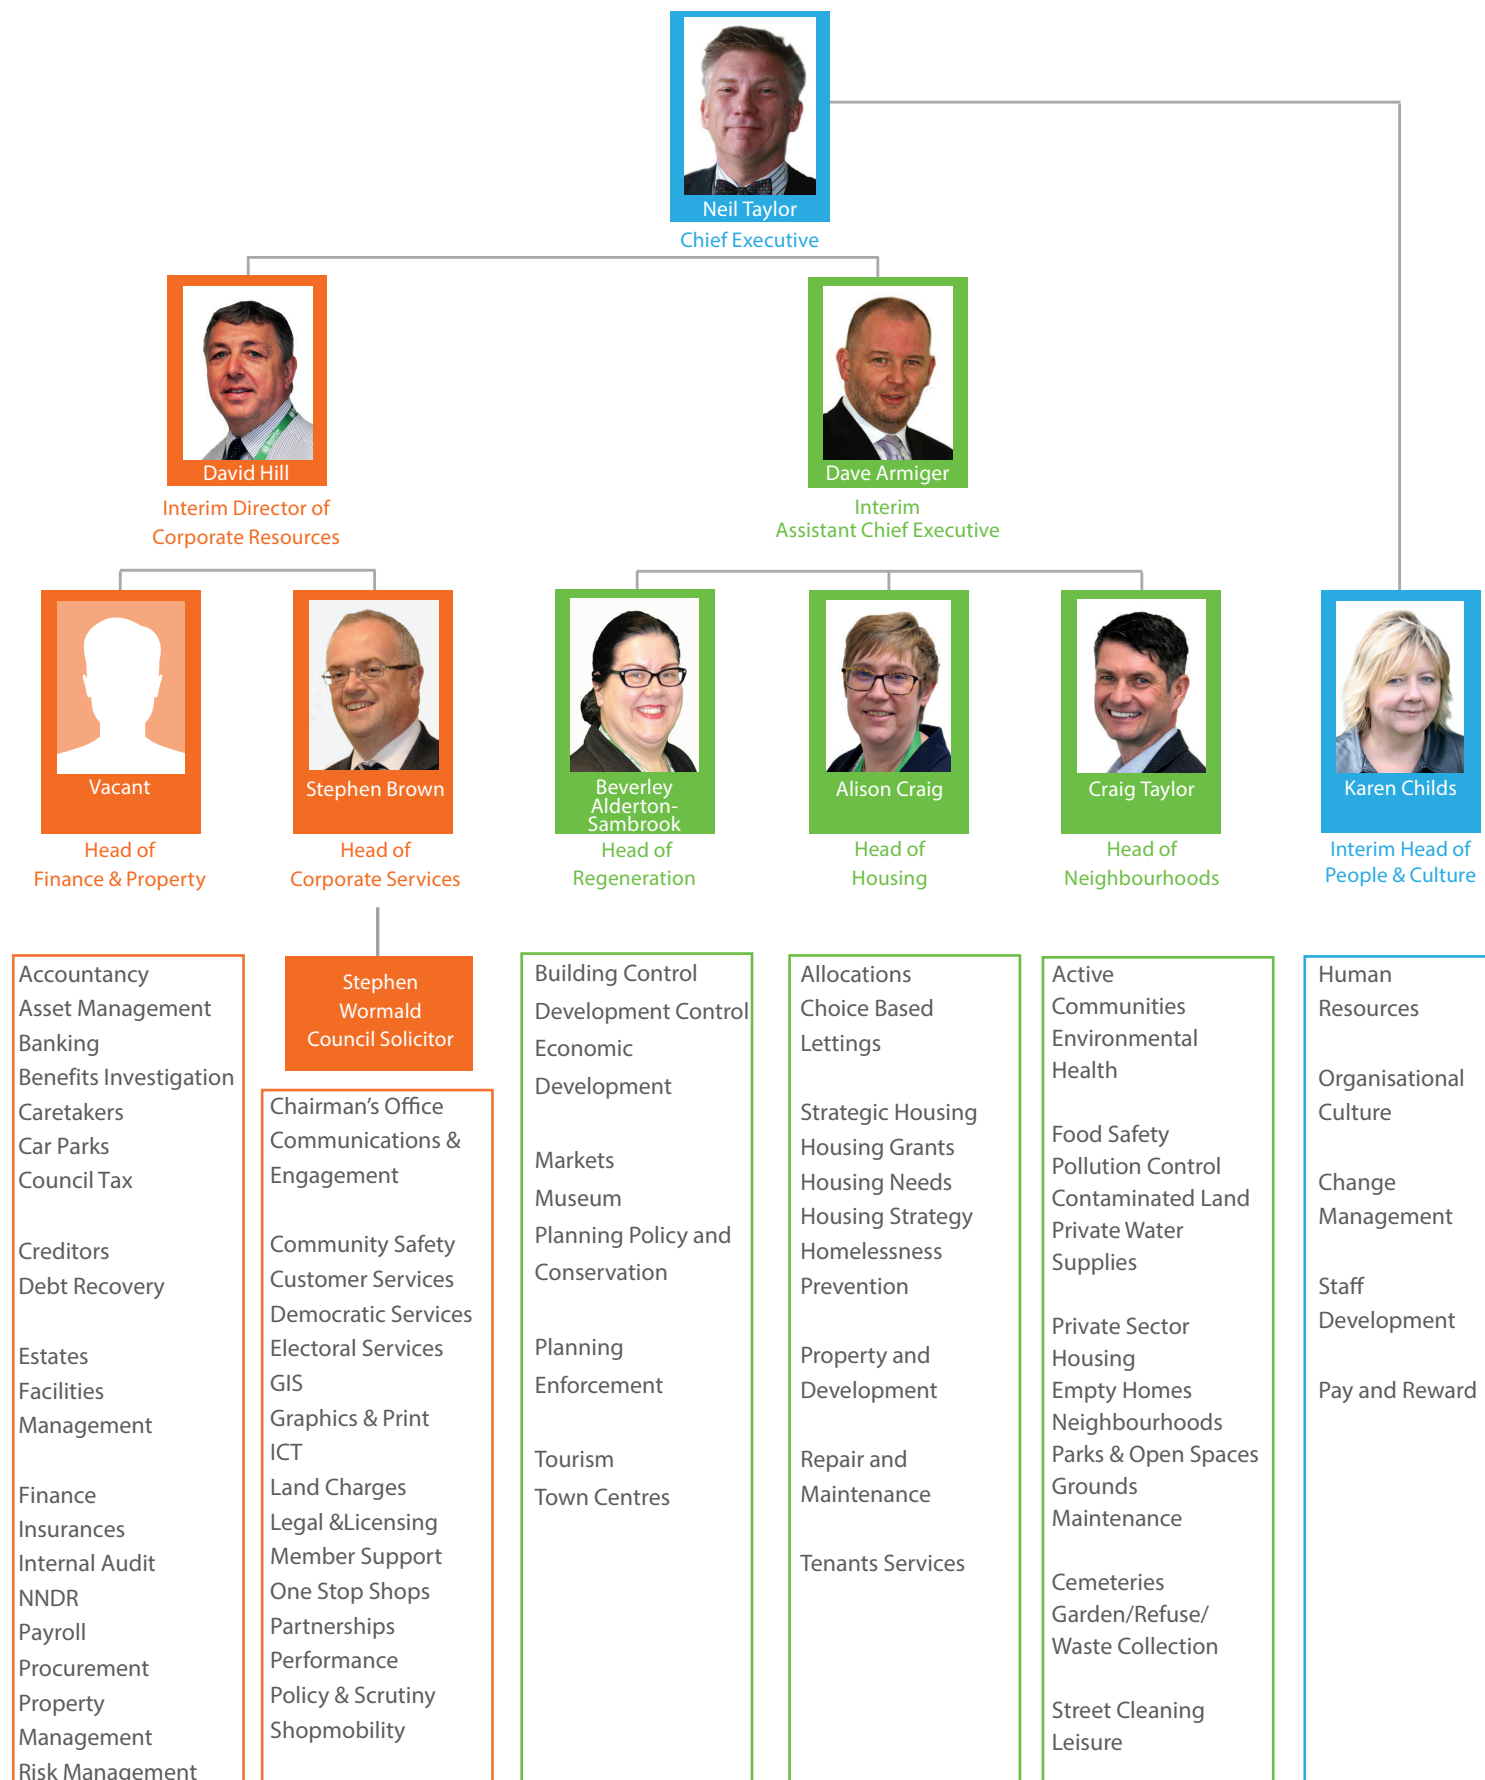 Neil Taylor
Chief Executive
David Hill
Interim Director of
Corporate Resources
Dave Armiger
Interim
Assistant Chief Executive
Vacant
Head of
Finance & Property
Stephen Brown
Head of
Corporate Services
Beverley
Alderton-
Sambrook
Head of
Regeneration
Alison Craig
Head of
Housing
Craig Taylor
Head of
Neighbourhoods
Karen Childs
Interim Head of
People & Culture
Accountancy
Asset Management
Banking
Benefits Investigation
Caretakers
Car Parks
Council Tax
Creditors
Debt Recovery
Estates
Facilities
Management
Finance
Insurances
Internal Audit
NNDR
Payroll
Procurement
Property
Management
Risk Management
Stephen
Wormald
Council Solicitor
Chairman's Office
Communications &
Engagement
Community Safety
Customer Services
Democratic Services
Electoral Services
GIS
Graphics & Print
ICT
Land Charges
Legal &Licensing
Member Support
One Stop Shops
Partnerships
Performance
Policy & Scrutiny
Shopmobility
Building Control
Development Control
Economic
Development
Markets
Museum
Planning Policy and
Conservation
Planning
Enforcement
Tourism
Town Centres
Allocations
Choice Based
Lettings
Strategic Housing
Housing Grants
Housing Needs
Housing Strategy
Homelessness
Prevention
Property and
Development
Repair and
Maintenance
Tenants Services
Active
Communities
Environmental
Health
Food Safety
Pollution Control
Contaminated Land
Private Water
Supplies
Private Sector
Housing
Empty Homes
Neighbourhoods
Parks & Open Spaces
Grounds
Maintenance
Cemeteries
Garden/Refuse/
Waste Collection
Street Cleaning
Leisure
Human
Resources
Organisational
Culture
Change
Management
Staff
Development
Pay and Reward